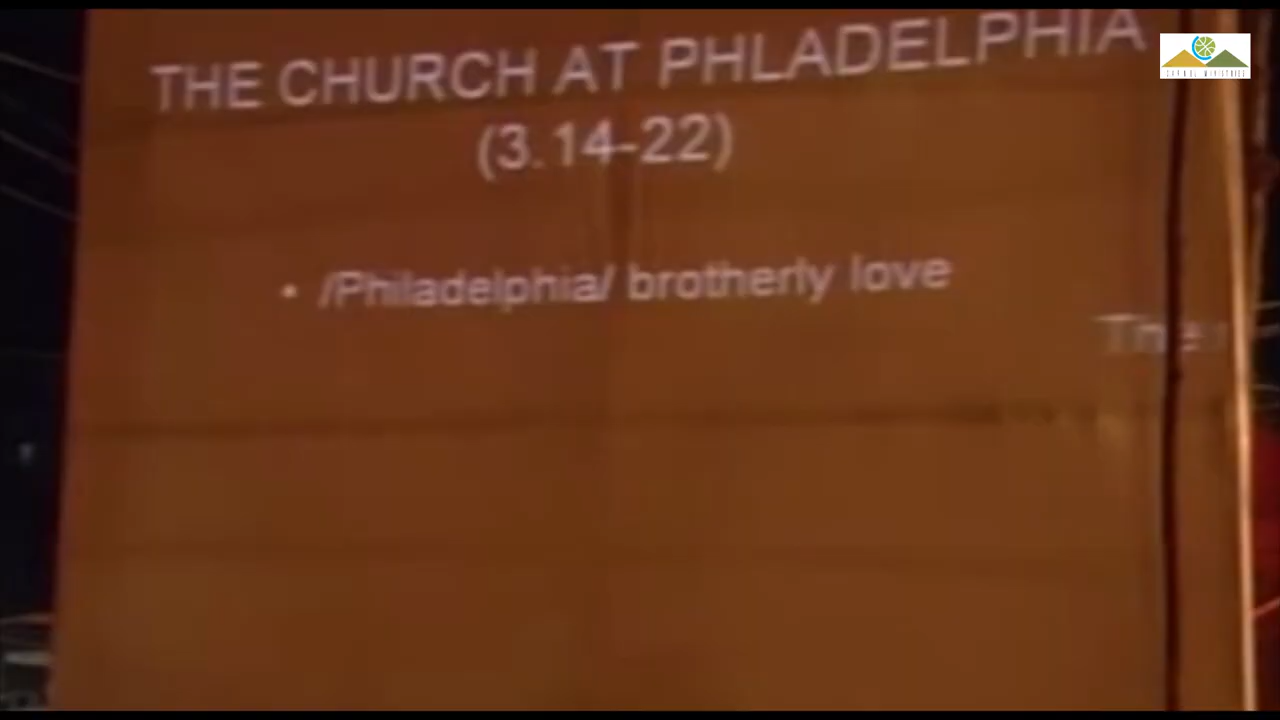 THE CHURCH AT PHLADELPHIA
(3.14-22)
• /Philadelphia/ brotherly love